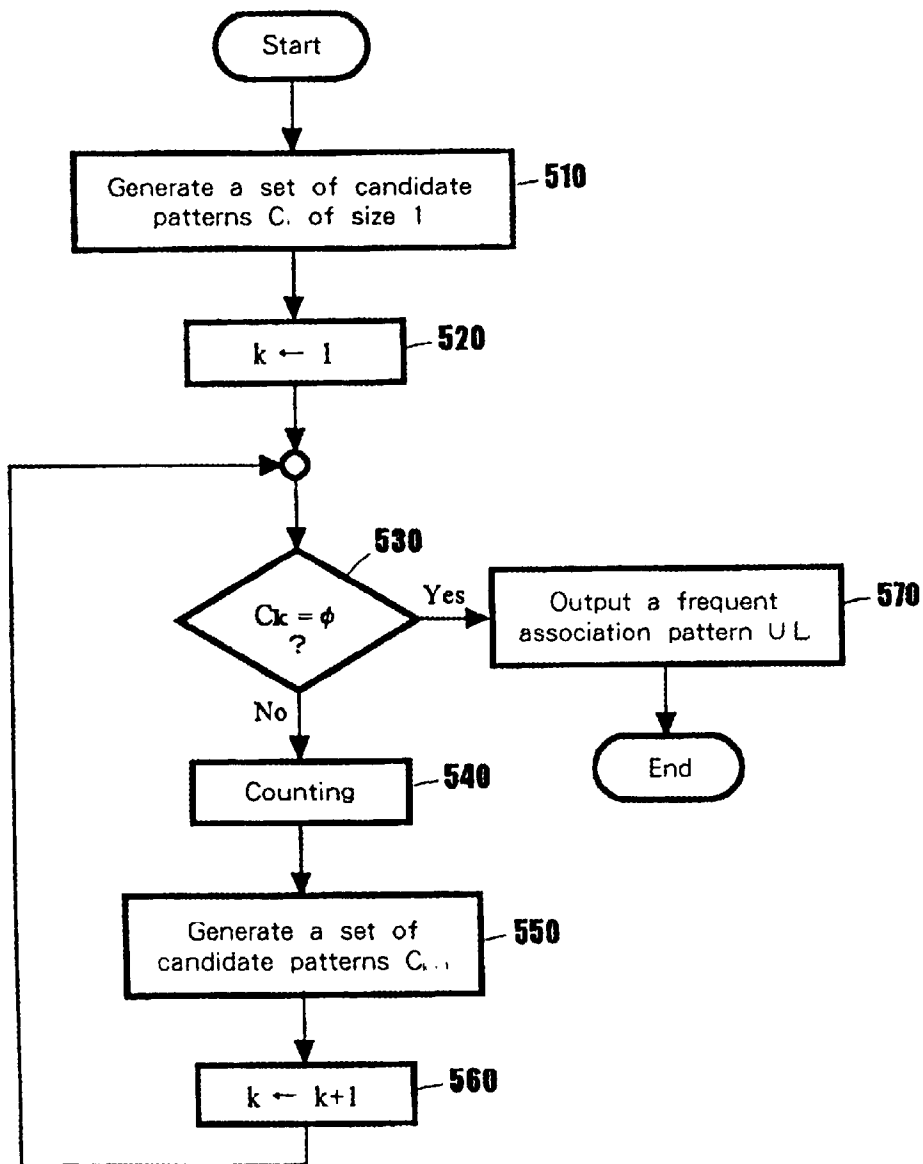 Start
Generate a set of candidate
patterns C. of size 1
510
k ← 1
520
530
Ck = φ
?
Yes
No
Output a frequent
association pattern ∪ L
570
End
Counting
540
Generate a set of
candidate patterns
550
k ← k+1
560